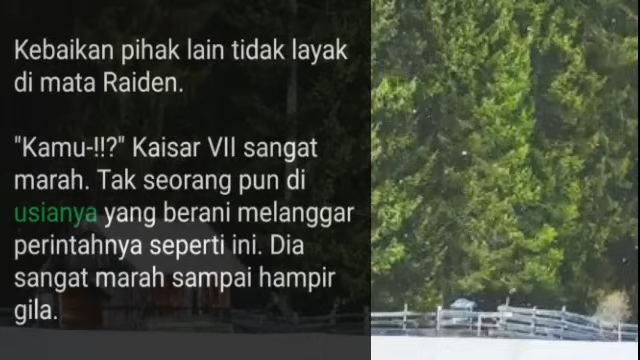 Kebaikan pihak lain tidak layak
di mata Raiden.
"Kamu-!!?" Kaisar VII sangat
marah. Tak seorang pun di
usianya yang berani melanggar
perintahnya seperti ini. Dia
sangat marah sampai hampir
gila.